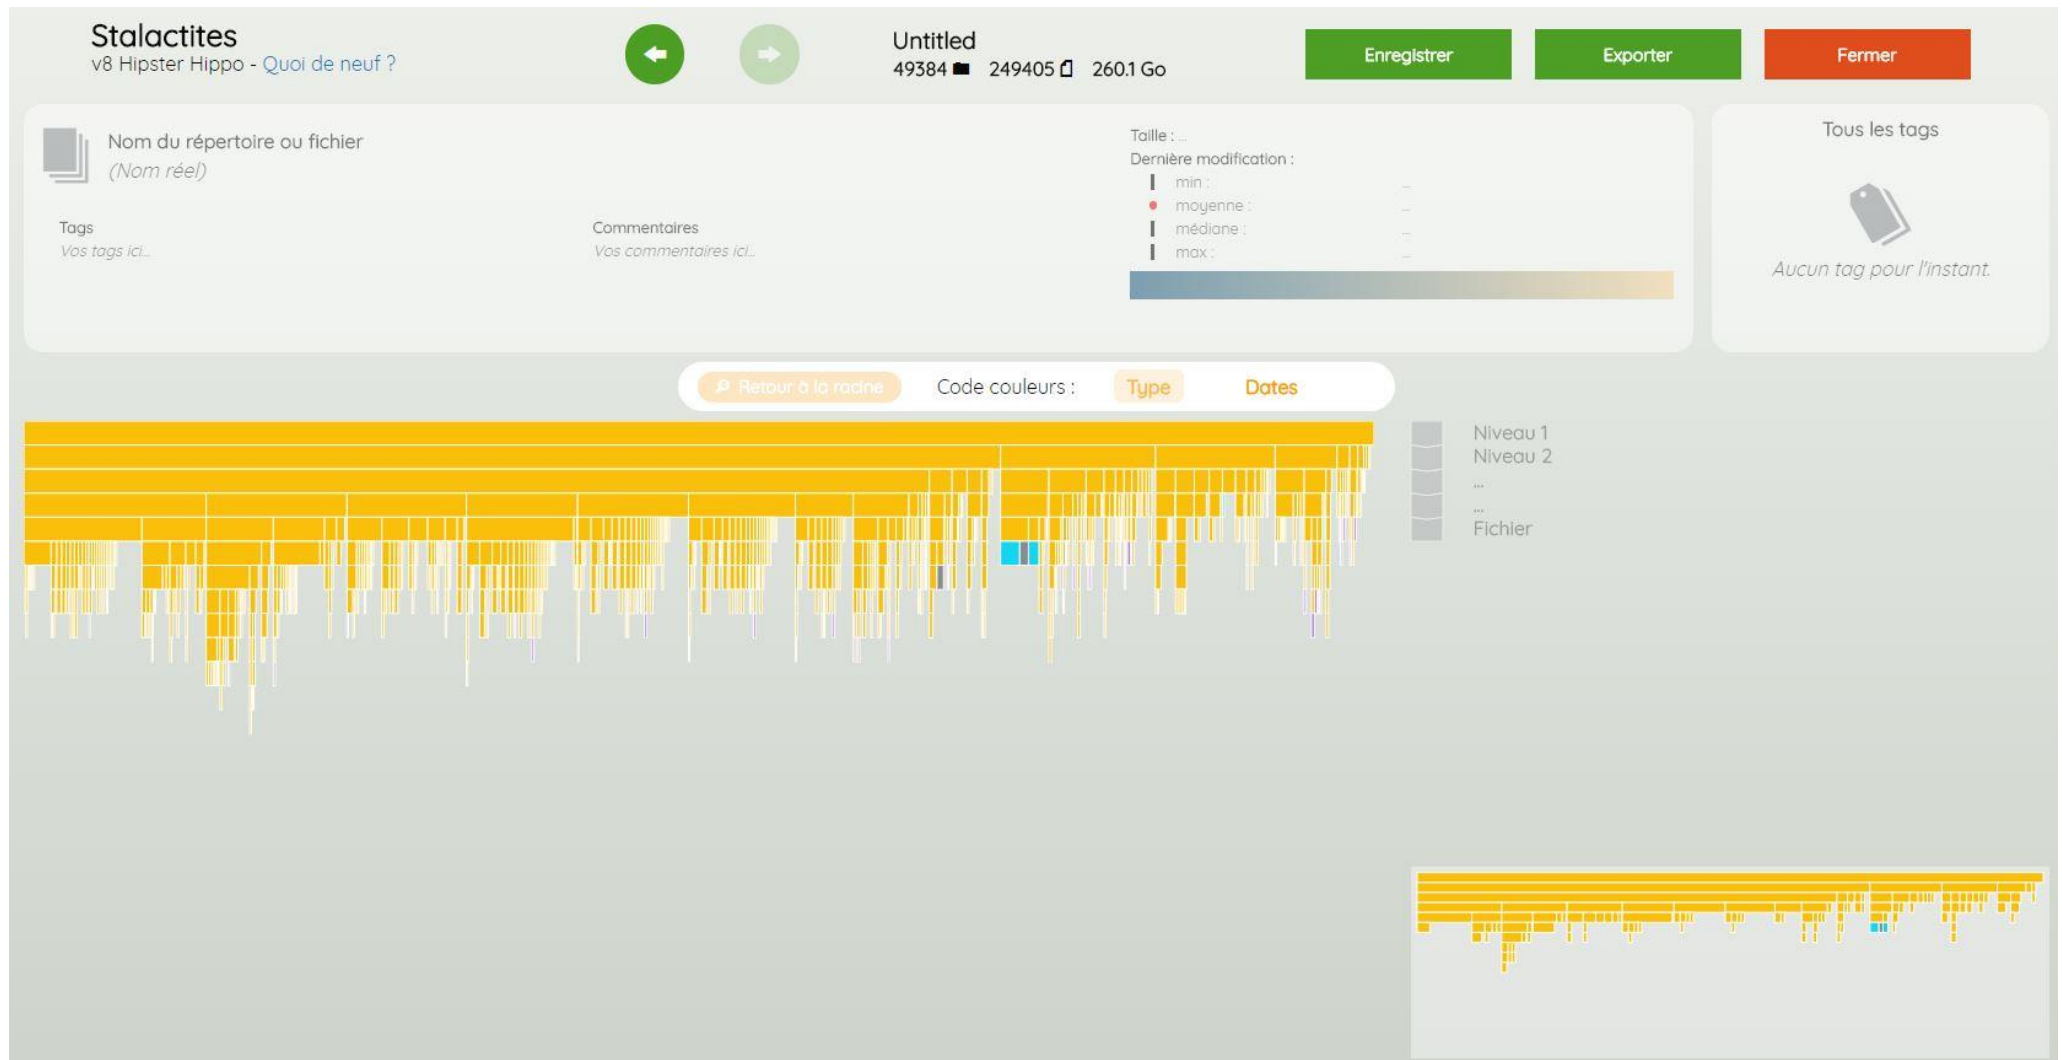 Stalactites
v8 Hipster Hippo - Quoi de neuf ?
Untitled
49384 249405 260.1 Go
Enregistrer
Exporter
Fermer
Nom du répertoire ou fichier
(Nom réel)
Tags
Vos tags ici...
Commentaires
Vos commentaires ici...
Taille : ...
Dernière modification :
min : ...
moyenne : ...
médiane : ...
max : ...
Tous les tags
Aucun tag pour l'instant.
Retour à la racine
Code couleurs :
Type
Dates
Niveau 1
Niveau 2
...
...
Fichier